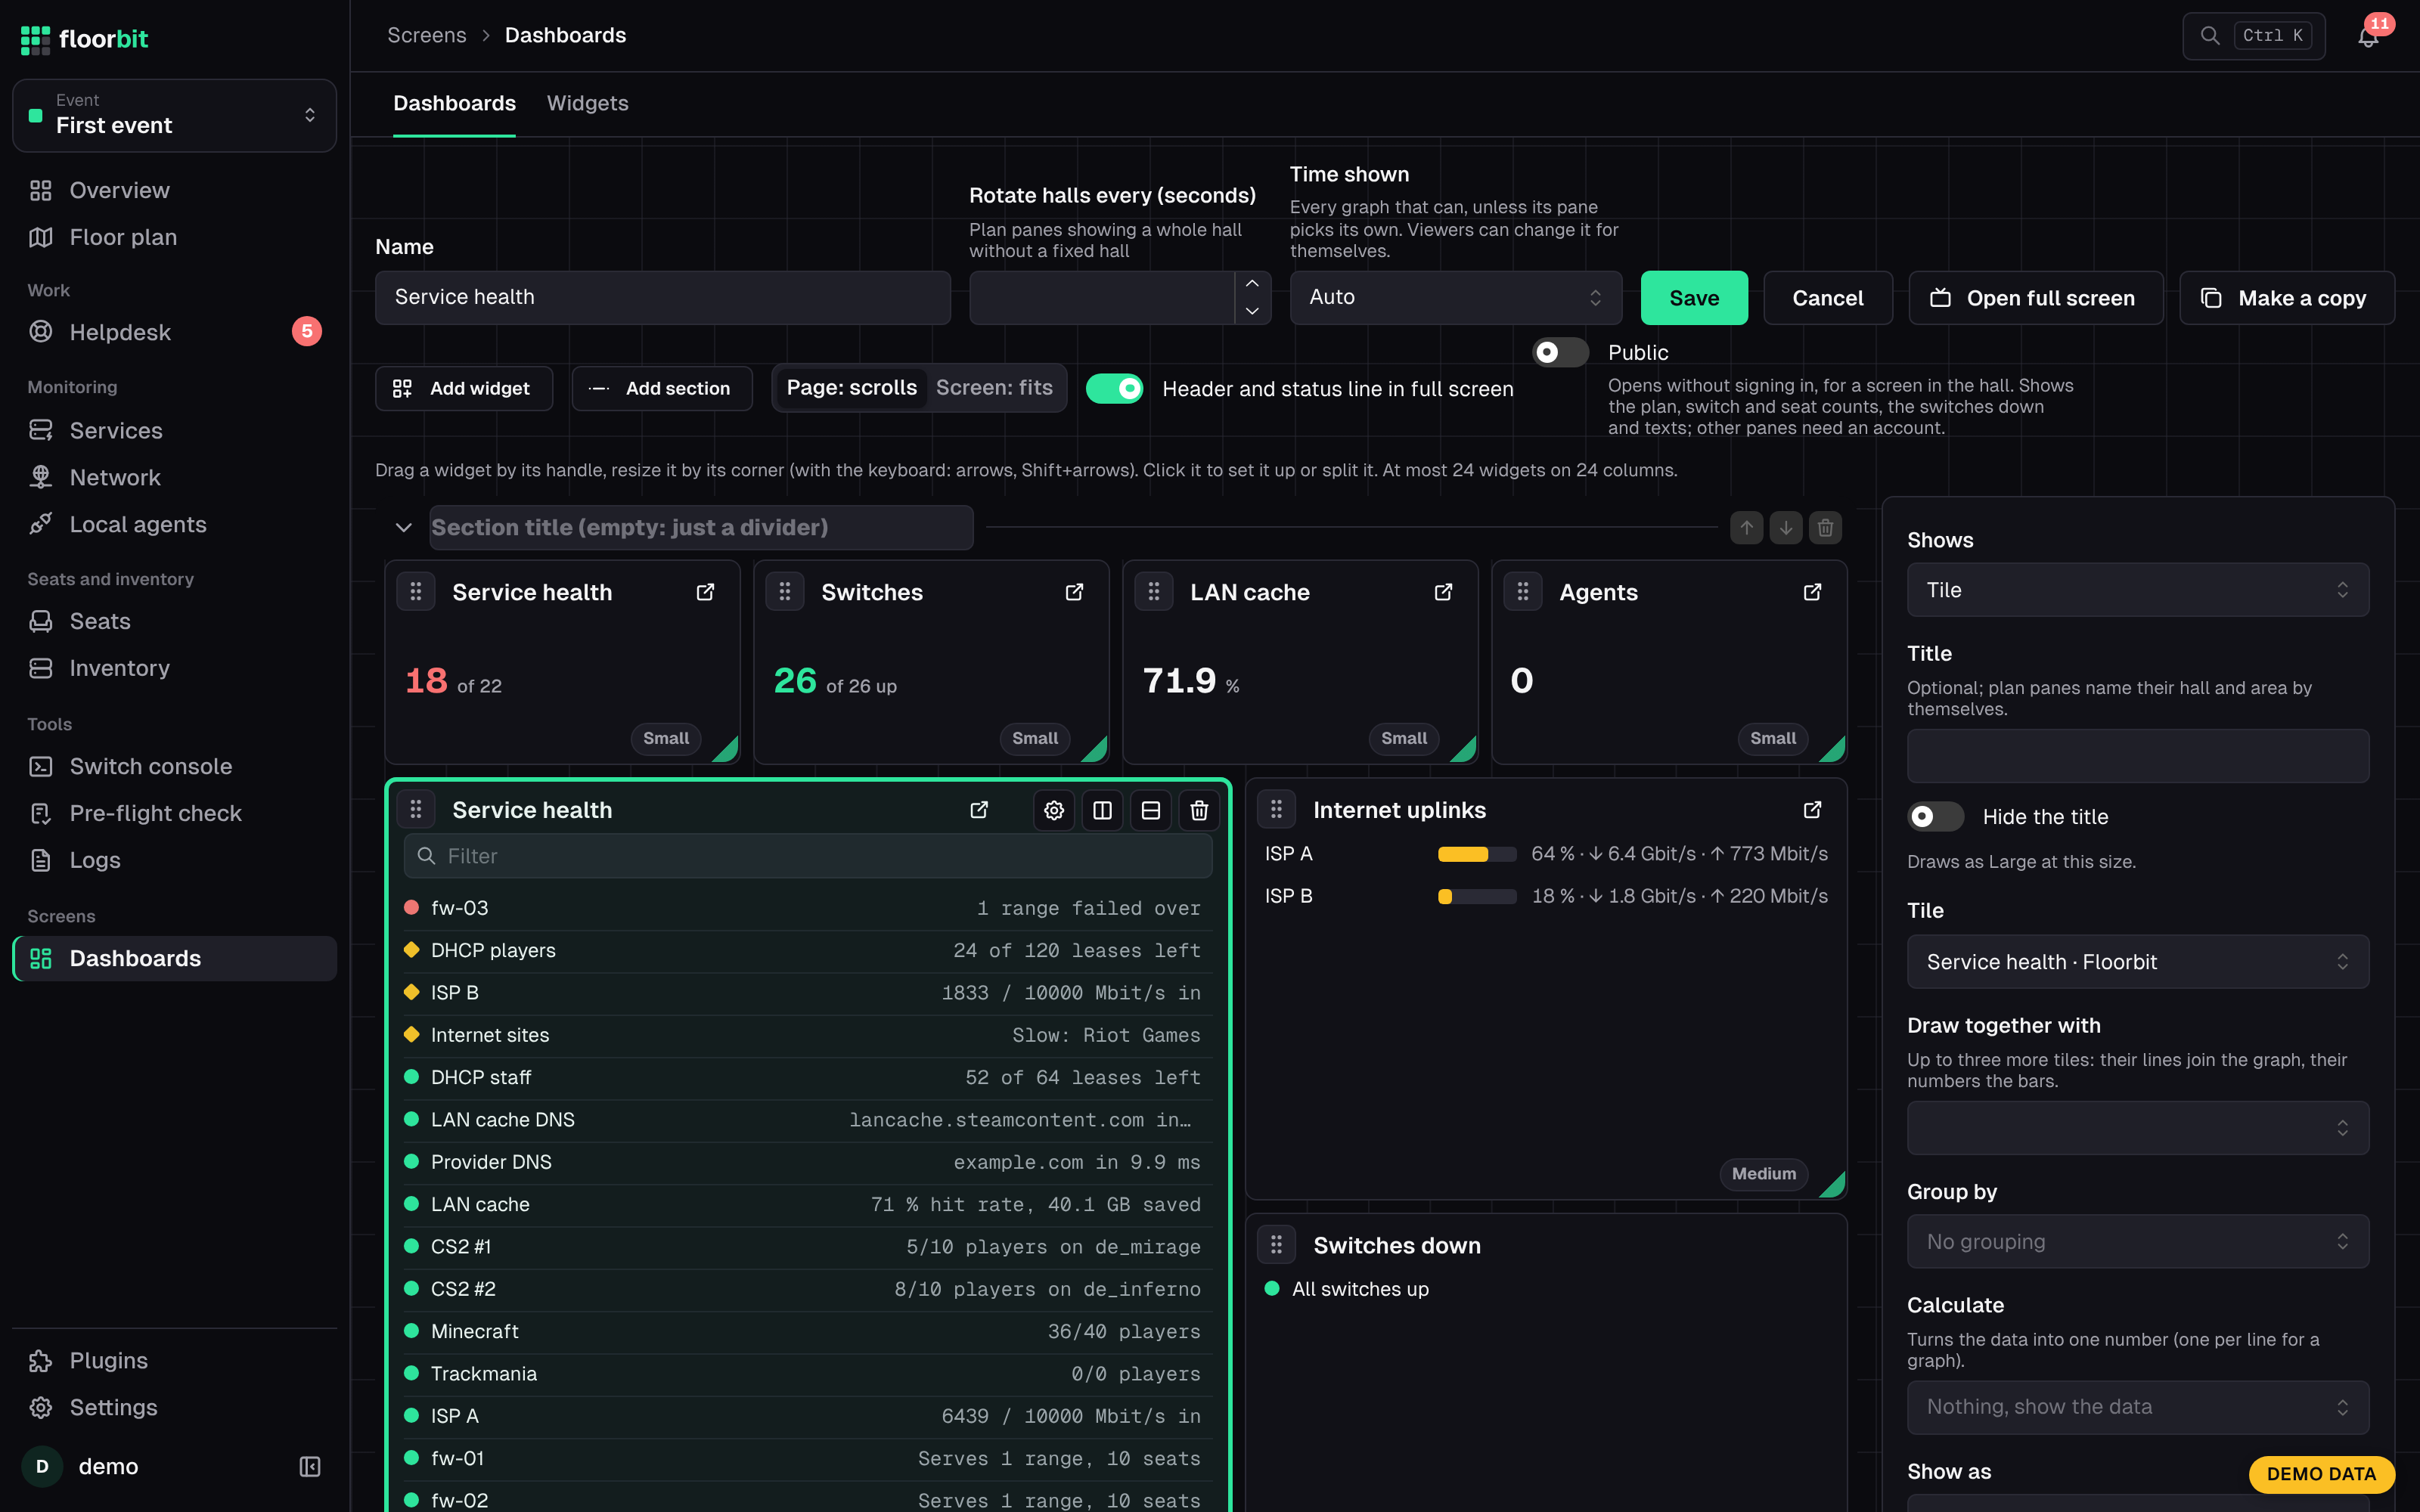 floorbit
Event
First event
Overview
Floor plan
Work
Helpdesk
5
Monitoring
Services
Network
Local agents
Seats and inventory
Seats
Inventory
Tools
Switch console
Pre-flight check
Logs
Screens
Dashboards
Plugins
Settings
D
demo
Screens > Dashboards
Ctrl K
11
Dashboards
Widgets
Name
Service health
Rotate halls every (seconds)
Plan panes showing a whole hall
without a fixed hall
Time shown
Every graph that can, unless its pane
picks its own. Viewers can change it for
themselves.
Auto
Save
Cancel
Open full screen
Make a copy
Add widget
Add section
Page: scrolls
Screen: fits
Header and status line in full screen
Public
Opens without signing in, for a screen in the hall. Shows
the plan, switch and seat counts, the switches down
and texts; other panes need an account.
Drag a widget by its handle, resize it by its corner (with the keyboard: arrows, Shift+arrows). Click it to set it up or split it. At most 24 widgets on 24 columns.
Section title (empty: just a divider)
Service health
18 of 22
Small
Switches
26 of 26 up
Small
LAN cache
71.9 %
Small
Agents
0
Small
Service health
Filter
fw-03 1 range failed over
DHCP players 24 of 120 leases left
ISP B 1833 / 10000 Mbit/s in
Internet sites Slow: Riot Games
DHCP staff 52 of 64 leases left
LAN cache DNS lancache.steamcontent.com in…
Provider DNS example.com in 9.9 ms
LAN cache 71 % hit rate, 40.1 GB saved
CS2 #1 5/10 players on de_mirage
CS2 #2 8/10 players on de_inferno
Minecraft 36/40 players
Trackmania 0/0 players
ISP A 6439 / 10000 Mbit/s in
fw-01 Serves 1 range, 10 seats
fw-02 Serves 1 range, 10 seats
Internet uplinks
ISP A 64 % · ↓ 6.4 Gbit/s · ↑ 773 Mbit/s
ISP B 18 % · ↓ 1.8 Gbit/s · ↑ 220 Mbit/s
Medium
Switches down
All switches up
Shows
Tile
Title
Optional; plan panes name their hall and area by
themselves.
Hide the title
Draws as Large at this size.
Tile
Service health · Floorbit
Draw together with
Up to three more tiles: their lines join the graph, their
numbers the bars.
Group by
No grouping
Calculate
Turns the data into one number (one per line for a
graph).
Nothing, show the data
Show as
DEMO DATA